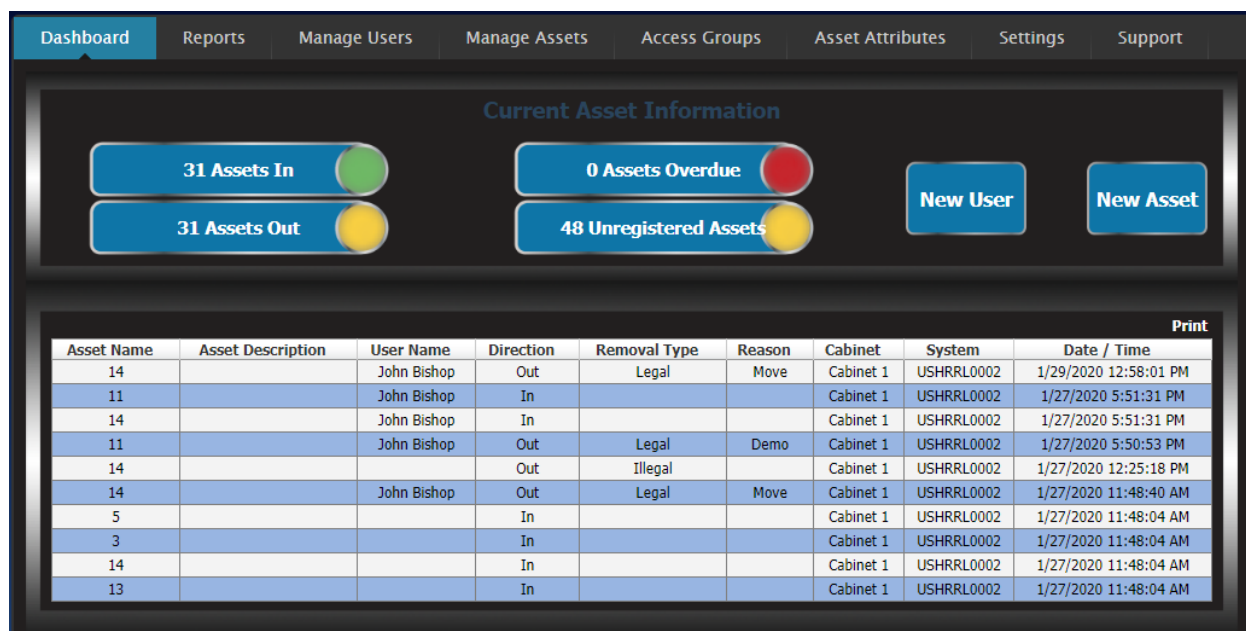 Dashboard Reports Manage Users Manage Assets Access Groups Asset Attributes Settings Support
Current Asset Information
31 Assets In 0 Assets Overdue
New User New Asset
31 Assets Out 48 Unregistered Assets
Print
Asset Name Asset Description User Name Direction Removal Type Reason Cabinet System Date / Time
14 John Bishop Out Legal Move Cabinet 1 USHRRL0002 1/29/2020 12:58:01 PM
11 John Bishop In Cabinet 1 USHRRL0002 1/27/2020 5:51:31 PM
14 John Bishop In Cabinet 1 USHRRL0002 1/27/2020 5:51:31 PM
11 John Bishop Out Legal Demo Cabinet 1 USHRRL0002 1/27/2020 5:50:53 PM
14 Out Illegal Cabinet 1 USHRRL0002 1/27/2020 12:25:18 PM
14 John Bishop Out Legal Move Cabinet 1 USHRRL0002 1/27/2020 11:48:40 AM
5 In Cabinet 1 USHRRL0002 1/27/2020 11:48:04 AM
3 In Cabinet 1 USHRRL0002 1/27/2020 11:48:04 AM
14 In Cabinet 1 USHRRL0002 1/27/2020 11:48:04 AM
13 In Cabinet 1 USHRRL0002 1/27/2020 11:48:04 AM